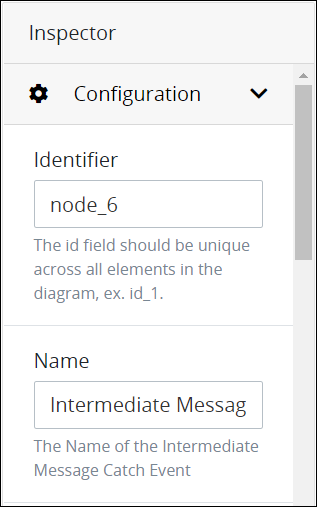 Inspector
Configuration
Identifier
node_6
The id field should be unique
across all elements in the
diagram, ex. id_1.
Name
Intermediate Messag
The Name of the Intermediate
Message Catch Event